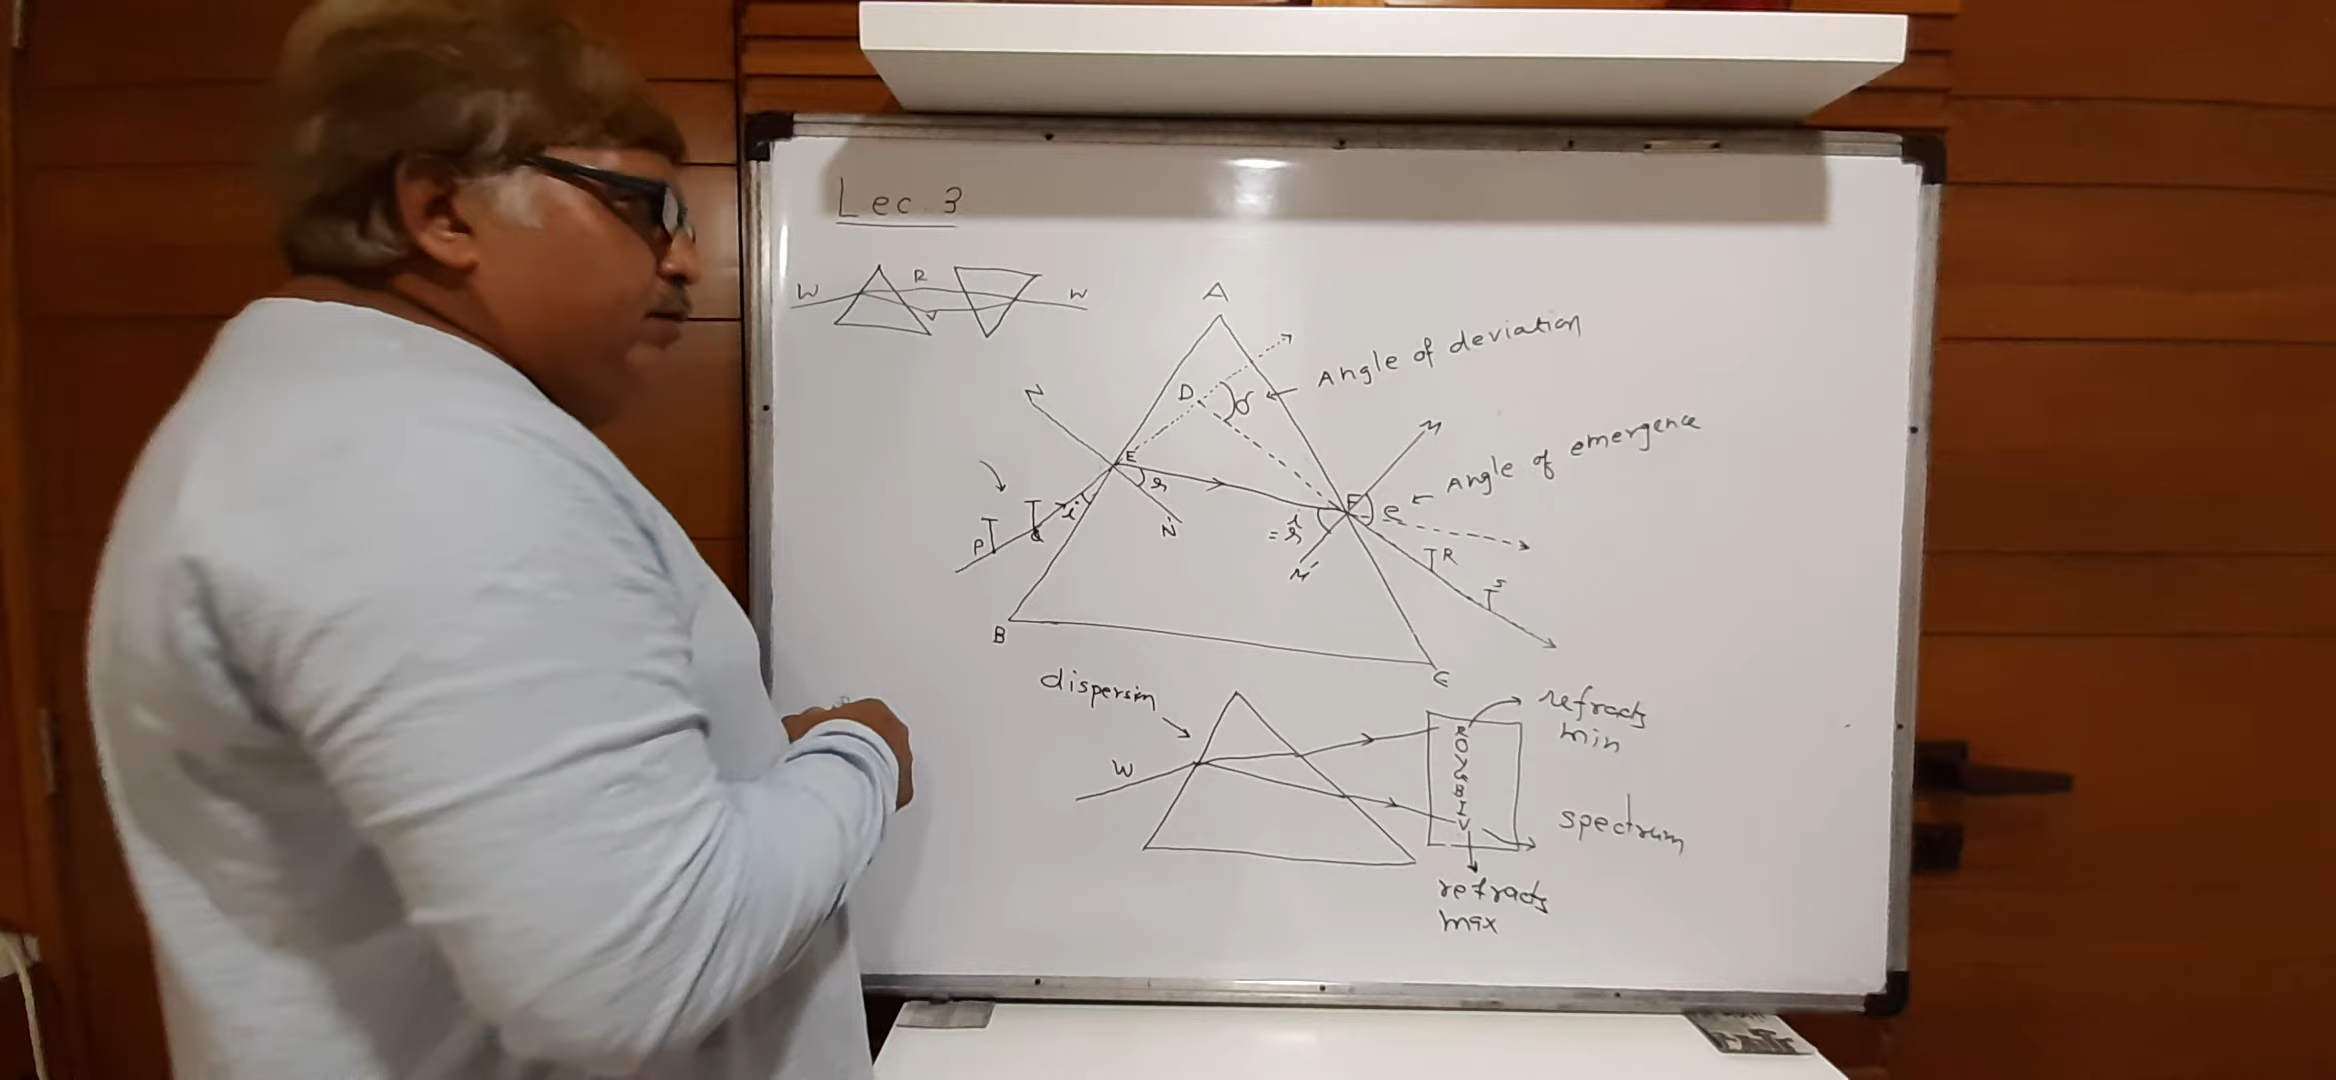 Lec 3
W R V W
A
Angle of deviation
D δ
N
M
Angle of emergence
E
r
F
e
i
N'
P Q
M'
R
S
B
C
dispersion
refracts
min
W
R
O
Y
G
B
I
V
spectrum
refracts
max